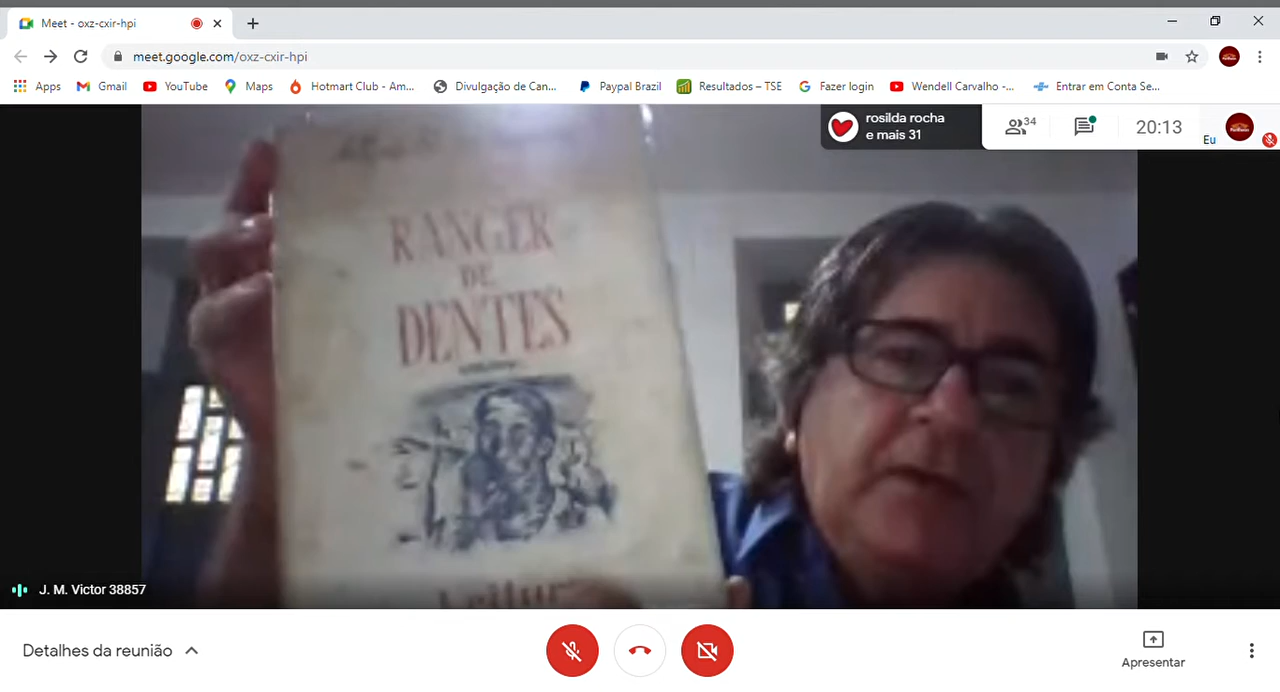 Meet - oxz-cxir-hpi
meet.google.com/oxz-cxir-hpi
Apps Gmail YouTube Maps Hotmart Club - Am... Divulgação de Can... Paypal Brazil Resultados – TSE Fazer login Wendell Carvalho -... Entrar em Conta Se...
rosilda rocha
e mais 31
34
20:13
Eu
RANGER
DE
DENTES
J. M. Victor 38857
Detalhes da reunião
Apresentar